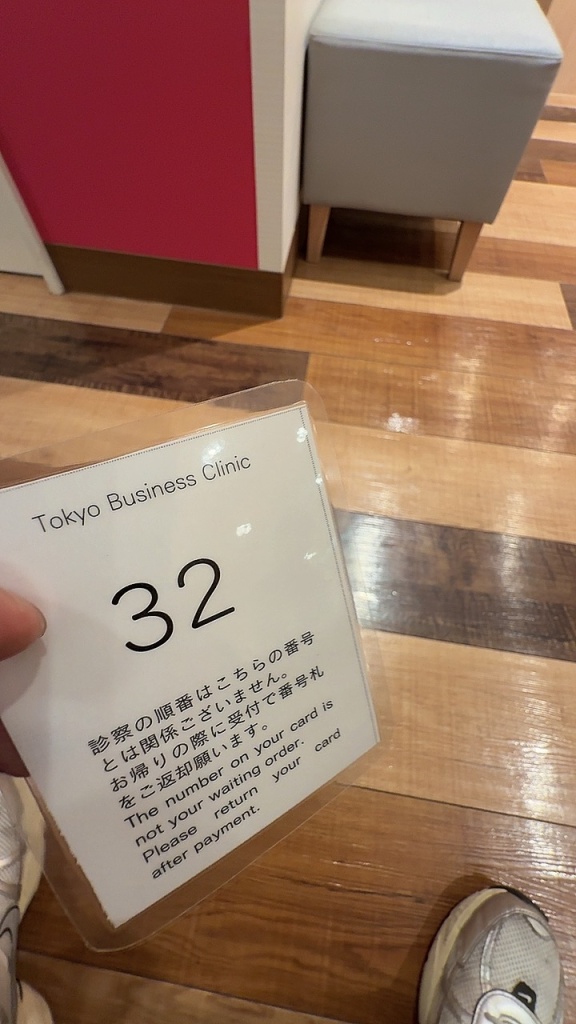 Tokyo Business Clinic
32
診察の順番はこちらの番号
とは関係ございません。
お帰りの際に受付で番号札
をご返却願います。
The number on your card is
not your waiting order.
Please return your card
after payment.